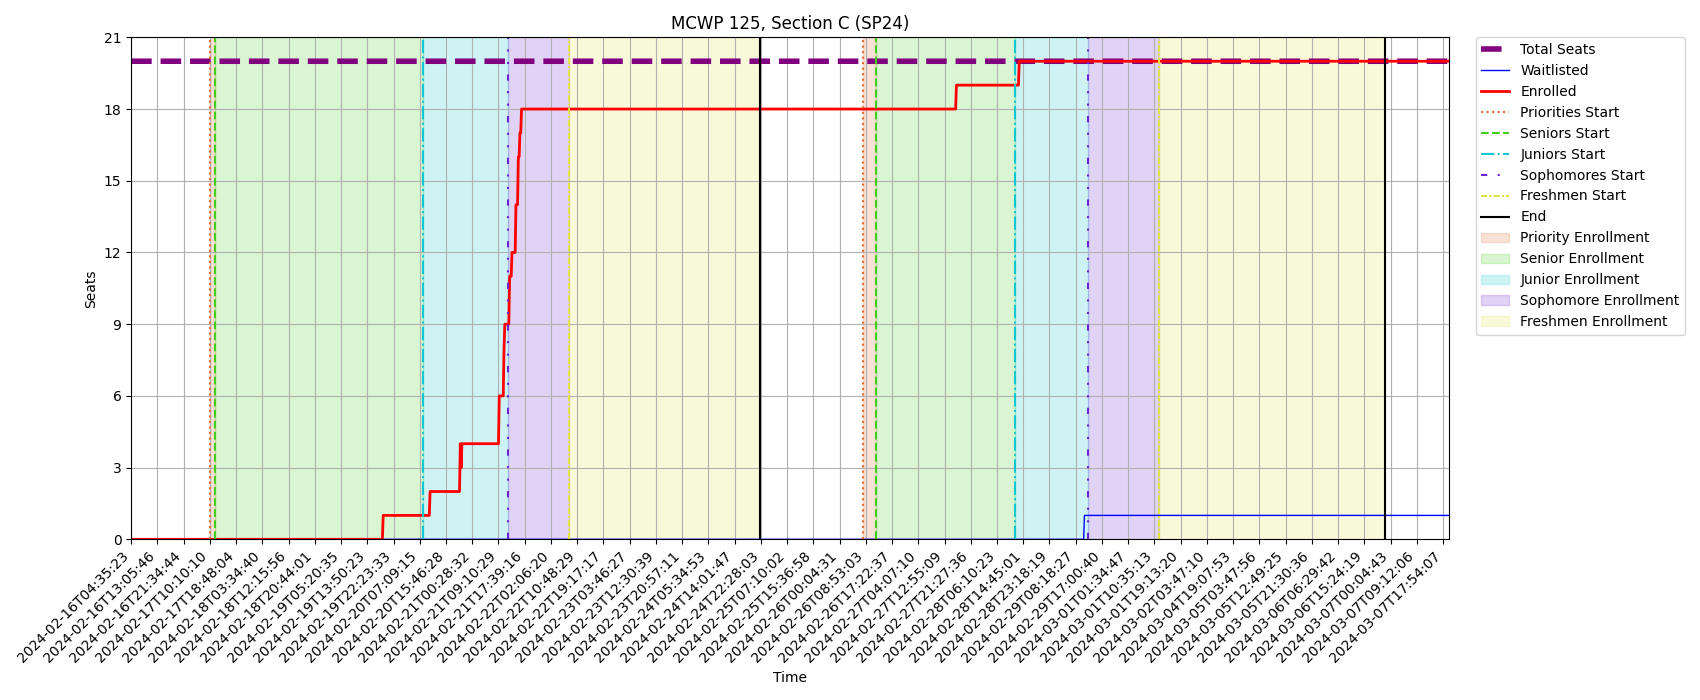 MCWP 125, Section C (SP24)
Seats
21
18
15
12
9
6
3
0
2024-02-16T04:35:23
2024-02-16T13:05:46
2024-02-16T21:34:44
2024-02-17T10:10:10
2024-02-17T18:48:04
2024-02-18T03:34:40
2024-02-18T12:15:56
2024-02-18T20:44:01
2024-02-19T05:20:35
2024-02-19T13:50:23
2024-02-19T22:23:33
2024-02-20T07:09:15
2024-02-20T15:46:28
2024-02-21T00:28:32
2024-02-21T09:10:29
2024-02-21T17:39:16
2024-02-22T02:06:20
2024-02-22T10:48:29
2024-02-22T19:17:17
2024-02-23T03:46:27
2024-02-23T12:30:39
2024-02-23T20:57:11
2024-02-24T05:34:53
2024-02-24T14:01:47
2024-02-24T22:28:03
2024-02-25T07:10:02
2024-02-25T15:36:58
2024-02-26T00:04:31
2024-02-26T08:53:03
2024-02-26T17:22:37
2024-02-27T04:07:10
2024-02-27T12:55:09
2024-02-27T21:27:36
2024-02-28T06:10:23
2024-02-28T14:45:01
2024-02-28T23:18:19
2024-02-29T08:18:27
2024-02-29T17:00:40
2024-03-01T01:34:47
2024-03-01T10:35:13
2024-03-01T19:13:20
2024-03-02T03:47:10
2024-03-04T19:07:53
2024-03-05T03:47:56
2024-03-05T12:49:25
2024-03-05T21:30:36
2024-03-06T06:29:42
2024-03-06T15:24:19
2024-03-07T00:04:43
2024-03-07T09:12:06
2024-03-07T17:54:07
Time
Total Seats
Waitlisted
Enrolled
Priorities Start
Seniors Start
Juniors Start
Sophomores Start
Freshmen Start
End
Priority Enrollment
Senior Enrollment
Junior Enrollment
Sophomore Enrollment
Freshmen Enrollment